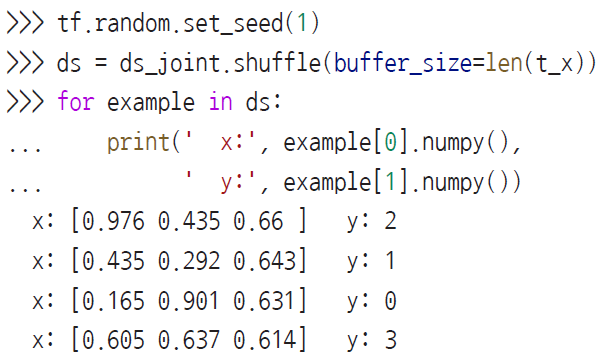 >>> tf.random.set_seed(1)
>>> ds = ds_joint.shuffle(buffer_size=len(t_x))
>>> for example in ds:
...     print('  x:', example[0].numpy(),
...           '  y:', example[1].numpy())
  x: [0.976 0.435 0.66 ]   y: 2
  x: [0.435 0.292 0.643]   y: 1
  x: [0.165 0.901 0.631]   y: 0
  x: [0.605 0.637 0.614]   y: 3